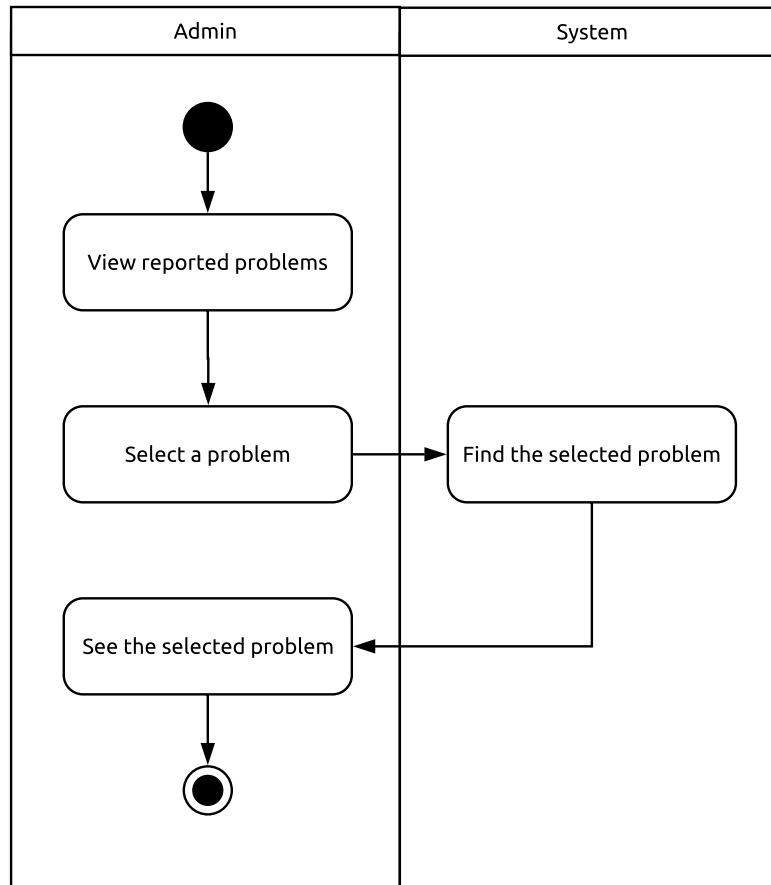 Admin
System
View reported problems
Select a problem
Find the selected problem
See the selected problem